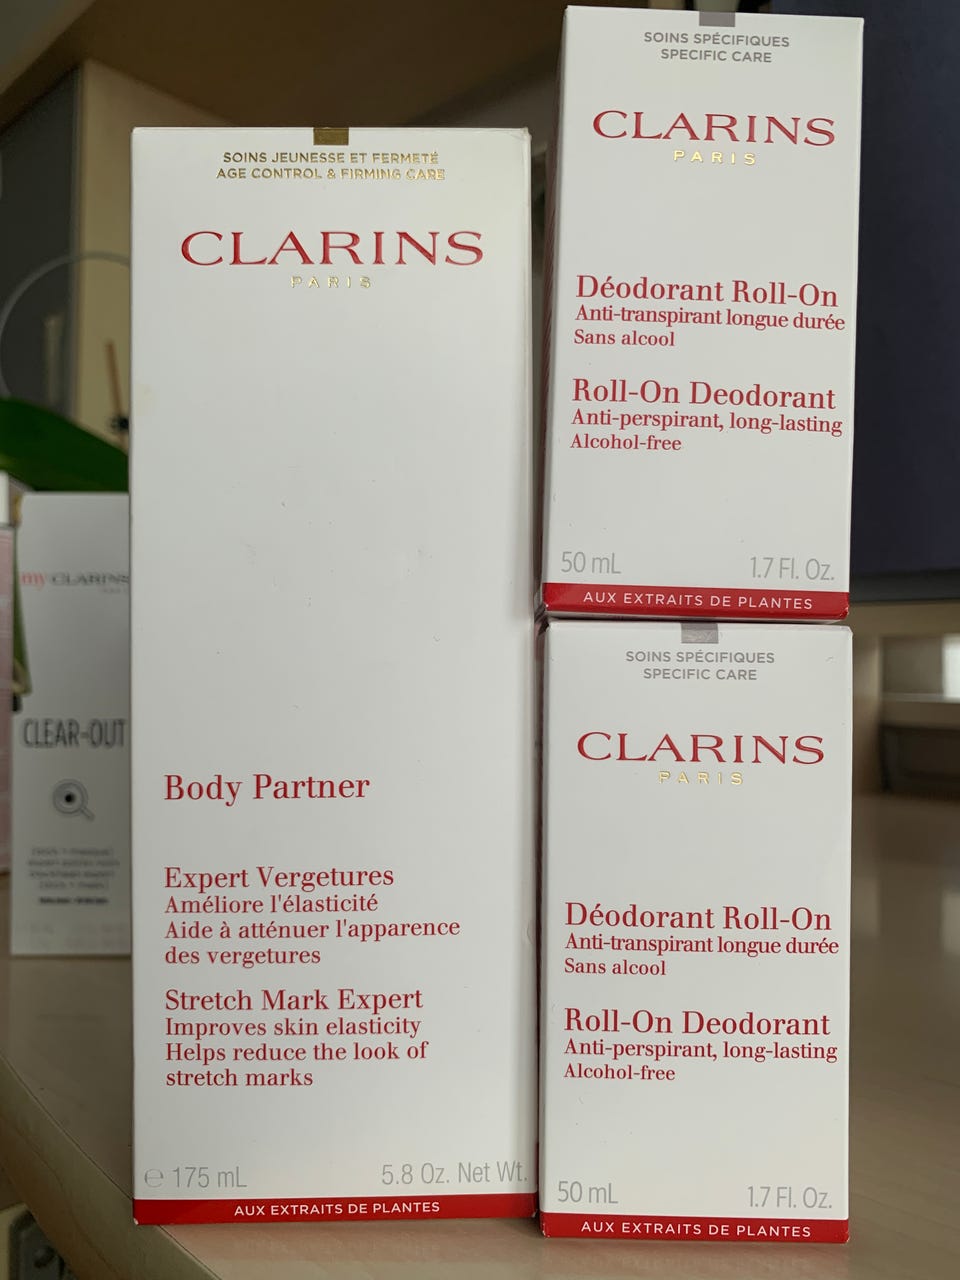 SOINS JEUNESSE ET FERMETÉ
AGE CONTROL & FIRMING CARE
CLARINS
PARIS
Body Partner
Expert Vergetures
Améliore l'élasticité
Aide à atténuer l'apparence
des vergetures
Stretch Mark Expert
Improves skin elasticity
Helps reduce the look of
stretch marks
℮ 175 mL 5.8 Oz. Net Wt.
AUX EXTRAITS DE PLANTES
SOINS SPÉCIFIQUES
SPECIFIC CARE
CLARINS
PARIS
Déodorant Roll-On
Anti-transpirant longue durée
Sans alcool
Roll-On Deodorant
Anti-perspirant, long-lasting
Alcohol-free
50 mL 1.7 Fl. Oz.
AUX EXTRAITS DE PLANTES
SOINS SPÉCIFIQUES
SPECIFIC CARE
CLARINS
PARIS
Déodorant Roll-On
Anti-transpirant longue durée
Sans alcool
Roll-On Deodorant
Anti-perspirant, long-lasting
Alcohol-free
50 mL 1.7 Fl. Oz.
AUX EXTRAITS DE PLANTES
my CLARINS
CLEAR-OUT